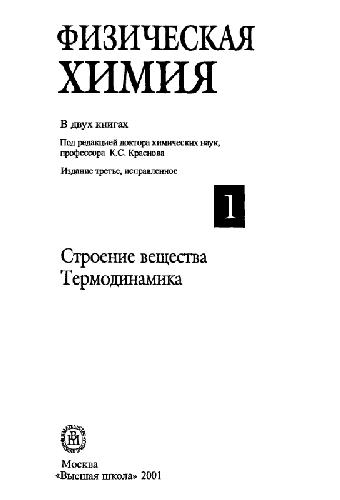 ФИЗИЧЕСКАЯ
ХИМИЯ
В двух книгах
Под редакцией доктора химических наук,
профессора К.С. Краснова
Издание третье, исправленное
1
Строение вещества
Термодинамика
Москва
«Высшая школа» 2001